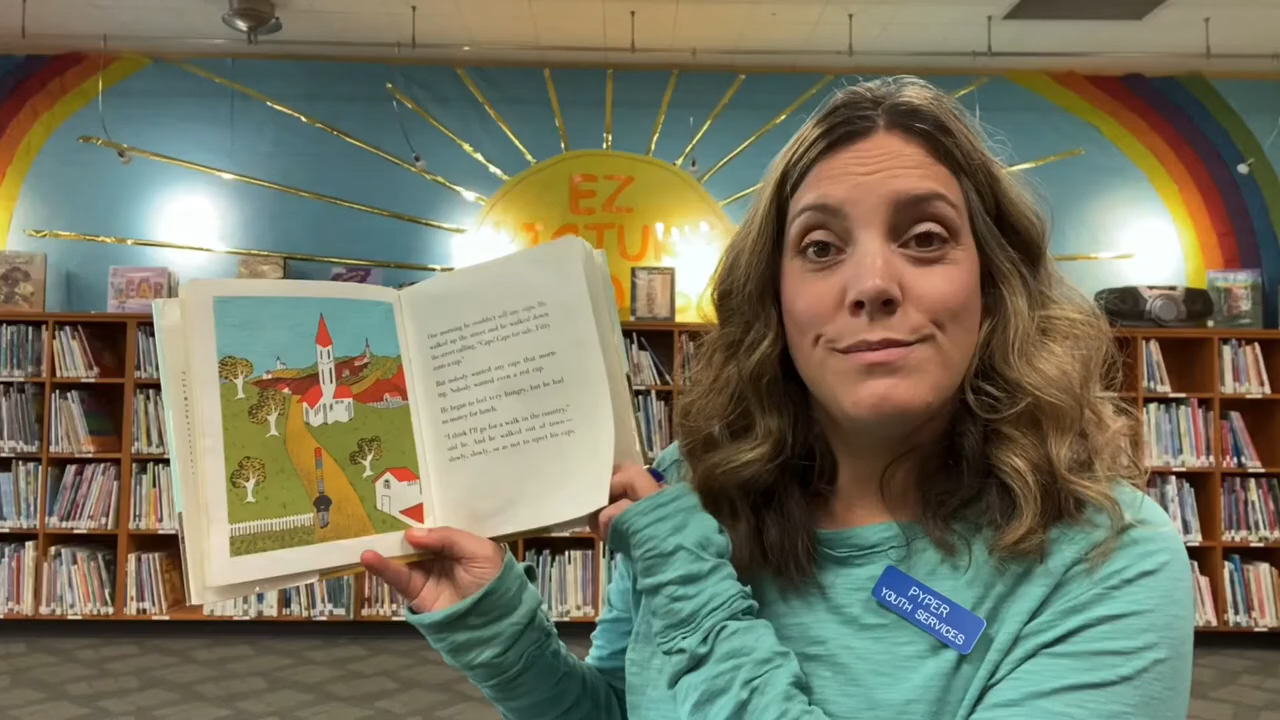 EZ
YEAR
One morning he couldn't sell any caps. He
walked up the street and he walked down
the street calling, "Caps! Caps for sale. Fifty
cents a cap."
But nobody wanted any caps that morn-
ing. Nobody wanted even a red cap.
He began to feel very hungry, but he had
no money for lunch.
"I think I'll go for a walk in the country,"
said he. And he walked out of town—
slowly, slowly, so as not to upset his caps.
PYPER
YOUTH SERVICES